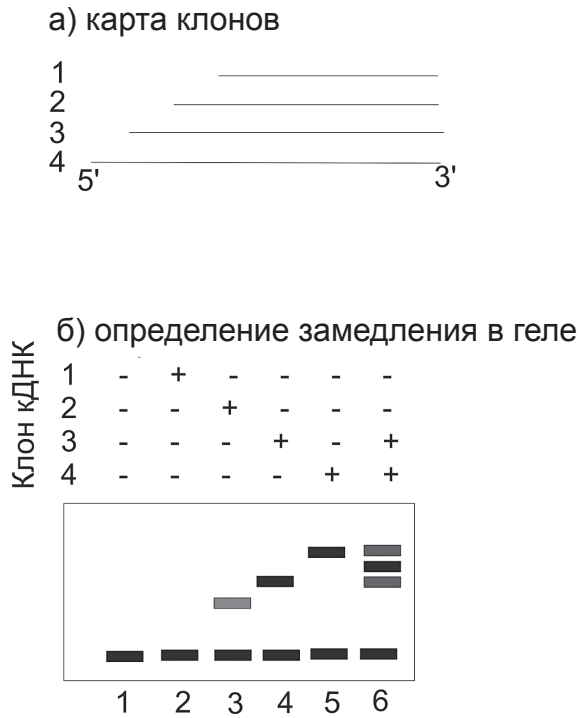 а) карта клонов
1
2
3
4
5'
3'
б) определение замедления в геле
Клон кДНК
1 - + - - - -
2 - - + - - -
3 - - - + - +
4 - - - - + +
1 2 3 4 5 6